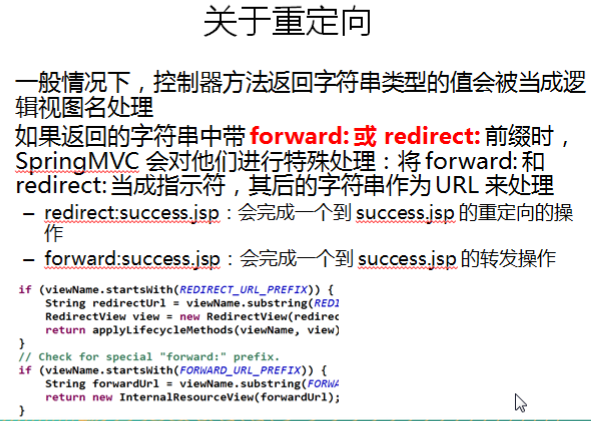 关于重定向
一般情况下，控制器方法返回字符串类型的值会被当成逻
辑视图名处理
如果返回的字符串中带 forward: 或 redirect: 前缀时，
SpringMVC 会对他们进行特殊处理：将 forward: 和
redirect: 当成指示符，其后的字符串作为 URL 来处理
– redirect:success.jsp：会完成一个到 success.jsp 的重定向的操
作
– forward:success.jsp：会完成一个到 success.jsp 的转发操作
if (viewName.startsWith(REDIRECT_URL_PREFIX)) {
String redirectUrl = viewName.substring(REDI
RedirectView view = new RedirectView(redirec
return applyLifecycleMethods(viewName, view)
}
// Check for special "forward:" prefix.
if (viewName.startsWith(FORWARD_URL_PREFIX)) {
String forwardUrl = viewName.substring(FORWA
return new InternalResourceView(forwardUrl);
}